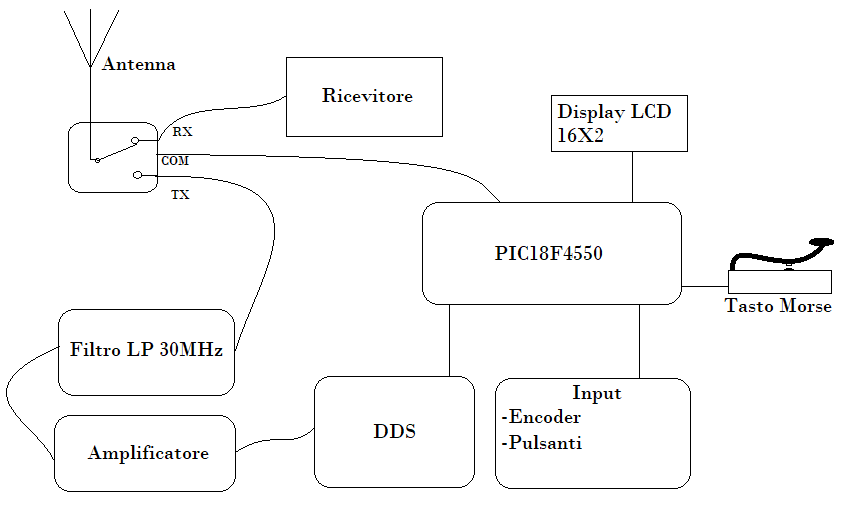 Antenna
Ricevitore
Display LCD
16X2
RX
COM
TX
PIC18F4550
Tasto Morse
Filtro LP 30MHz
Input
-Encoder
-Pulsanti
DDS
Amplificatore